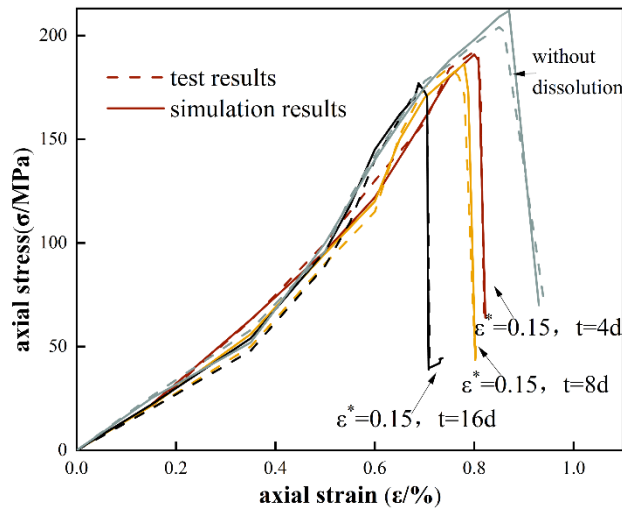 200
150
100
50
0
axial stress(σ/MPa)
test results
simulation results
without
dissolution
ε*=0.15, t=4d
ε*=0.15, t=8d
ε*=0.15, t=16d
0.0 0.2 0.4 0.6 0.8 1.0
axial strain (ε/%)